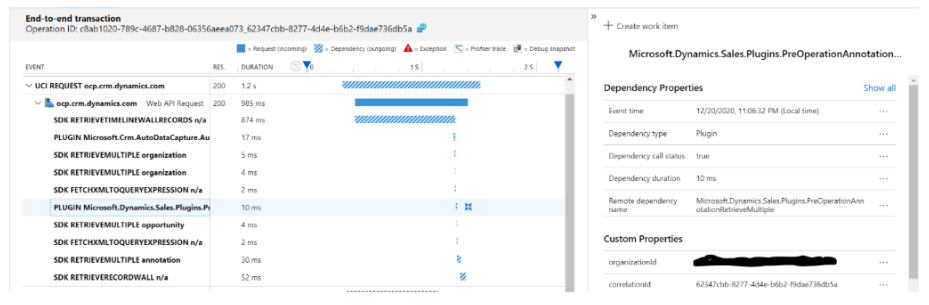 End-to-end transaction
Operation ID: c8ab1020-789c-4687-b828-06356aeea073_62347cbb-8277-4d4e-b6b2-f9dae736db5a
= Request (incoming) = Dependency (outgoing) = Exception = Profiler trace = Debug snapshot
EVENT RES. DURATION 0 1 S 2 S
UCI REQUEST ocp.crm.dynamics.com 200 1.2 s
ocp.crm.dynamics.com Web API Request 200 985 ms
SDK RETRIEVETIMELINEWALLRECORDS n/a 874 ms
PLUGIN Microsoft.Crm.AutoDataCapture.Au 17 ms
SDK RETRIEVEMULTIPLE organization 5 ms
SDK RETRIEVEMULTIPLE organization 4 ms
SDK FETCHXMLTOQUERYEXPRESSION n/a 2 ms
PLUGIN Microsoft.Dynamics.Sales.Plugins.Pr 10 ms
SDK RETRIEVEMULTIPLE opportunity 4 ms
SDK FETCHXMLTOQUERYEXPRESSION n/a 2 ms
SDK RETRIEVEMULTIPLE annotation 30 ms
SDK RETRIEVERECORDWALL n/a 52 ms
» + Create work item
Microsoft.Dynamics.Sales.Plugins.PreOperationAnnotation...
Dependency Properties Show all
Event time 12/20/2020, 11:06:32 PM (Local time) ...
Dependency type Plugin ...
Dependency call status true ...
Dependency duration 10 ms ...
Remote dependency name Microsoft.Dynamics.Sales.Plugins.PreOperationAnn
otationRetrieveMultiple ...
Custom Properties
organizationId ...
correlationId 62347cbb-8277-4d4e-b6b2-f9dae736db5a ...